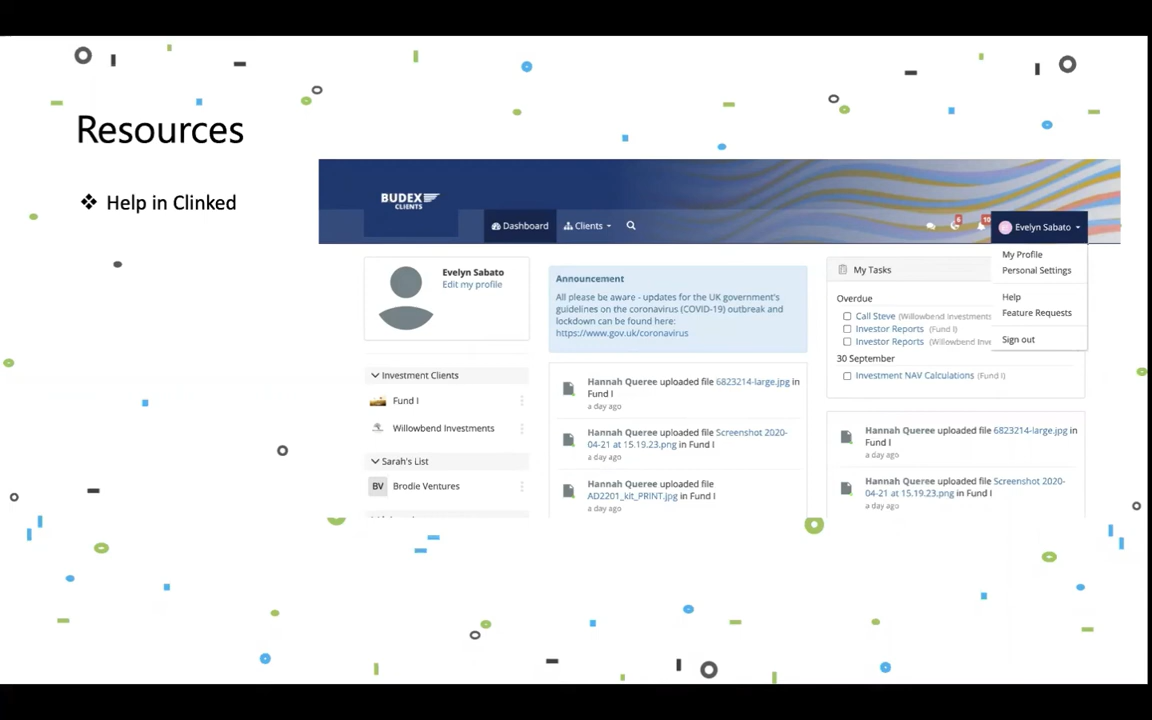 Resources
❖ Help in Clinked
BUDEX
CLIENTS
Dashboard
Clients
6
10
Evelyn Sabato
My Profile
Personal Settings
Help
Feature Requests
Sign out
Evelyn Sabato
Edit my profile
Investment Clients
Fund I
Willowbend Investments
Sarah's List
BV Brodie Ventures
Announcement
All please be aware - updates for the UK government's
guidelines on the coronavirus (COVID-19) outbreak and
lockdown can be found here:
https://www.gov.uk/coronavirus
Hannah Queree uploaded file 6823214-large.jpg in
Fund I
a day ago
Hannah Queree uploaded file Screenshot 2020-
04-21 at 15.19.23.png in Fund I
a day ago
Hannah Queree uploaded file
AD2201_kit_PRINT.jpg in Fund I
a day ago
My Tasks
Overdue
Call Steve (Willowbend Investments
Investor Reports (Fund I)
Investor Reports (Willowbend Inve
30 September
Investment NAV Calculations (Fund I)
Hannah Queree uploaded file 6823214-large.jpg in
Fund I
a day ago
Hannah Queree uploaded file Screenshot 2020-
04-21 at 15.19.23.png in Fund I
a day ago